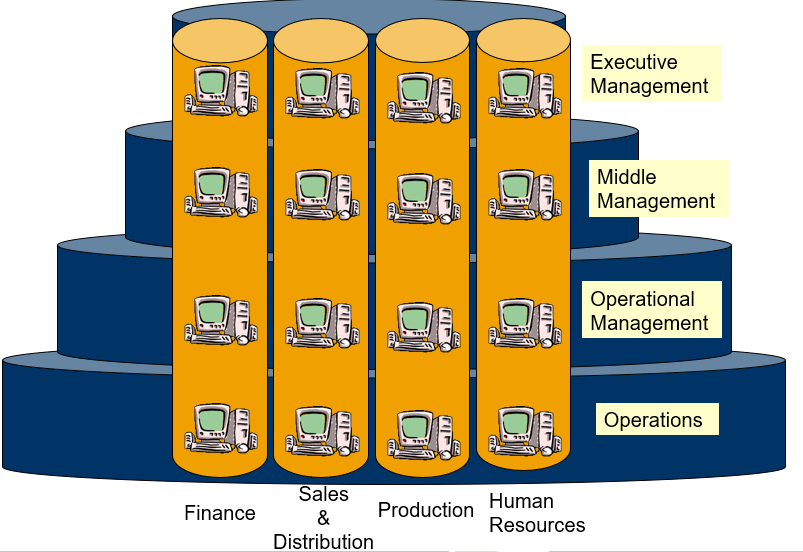 Executive
Management
Middle
Management
Operational
Management
Operations
Finance
Sales
&
Distribution
Production
Human
Resources